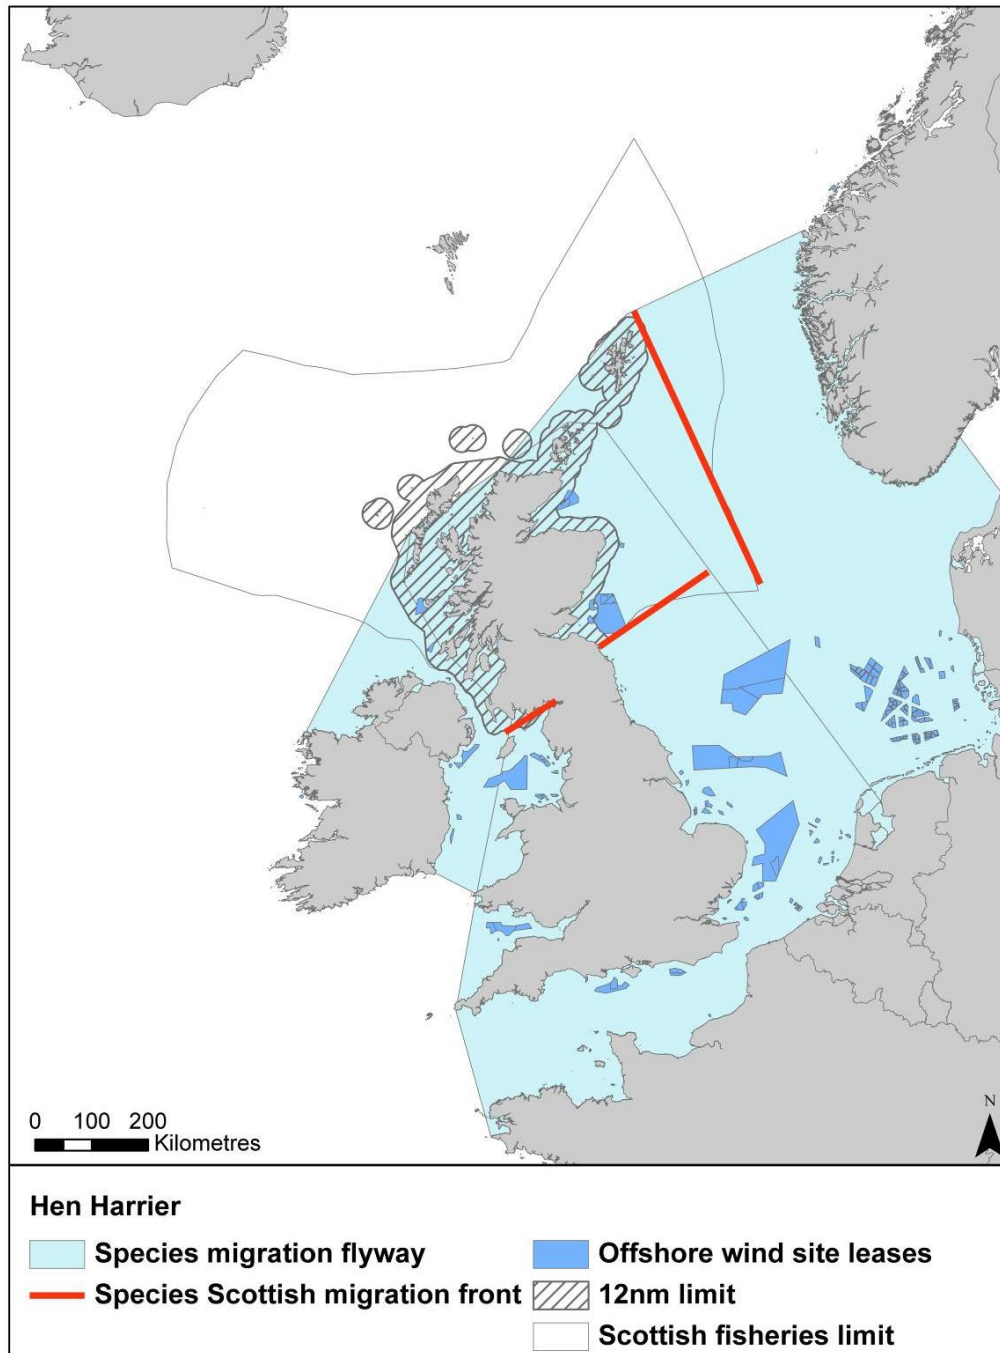 N
0 100 200
Kilometres
Hen Harrier
Species migration flyway
Species Scottish migration front
Offshore wind site leases
12nm limit
Scottish fisheries limit